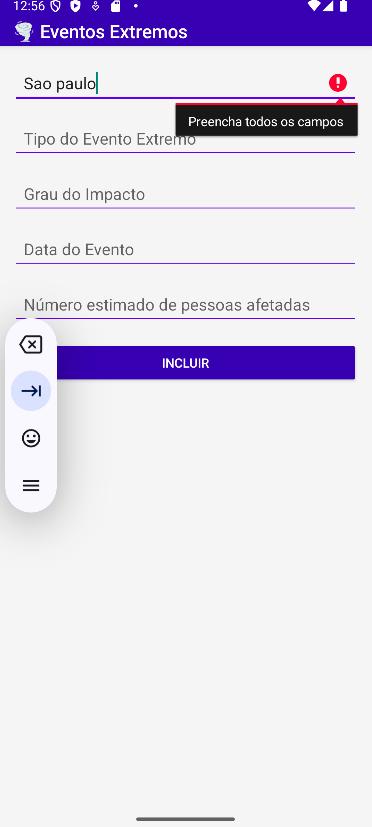 12:56
Eventos Extremos
Sao paulo
Preencha todos os campos
Tipo do Evento Extremo
Grau do Impacto
Data do Evento
Número estimado de pessoas afetadas
INCLUIR